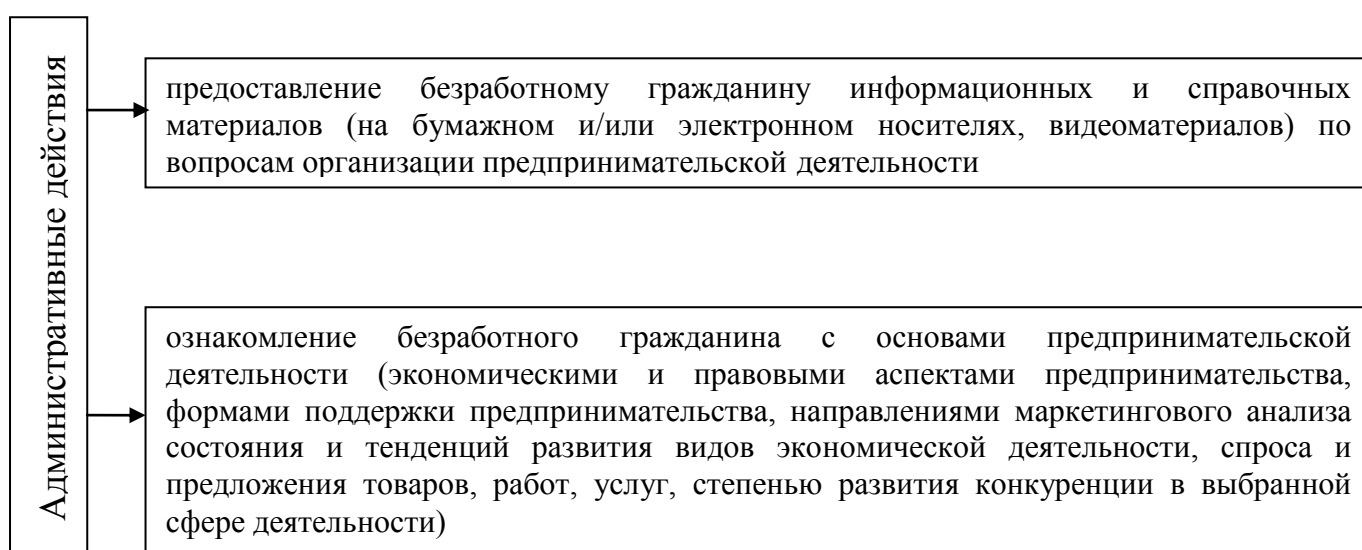 Административные действия
предоставление безработному гражданину информационных и справочных
материалов (на бумажном и/или электронном носителях, видеоматериалов) по
вопросам организации предпринимательской деятельности
ознакомление безработного гражданина с основами предпринимательской
деятельности (экономическими и правовыми аспектами предпринимательства,
формами поддержки предпринимательства, направлениями маркетингового анализа
состояния и тенденций развития видов экономической деятельности, спроса и
предложения товаров, работ, услуг, степенью развития конкуренции в выбранной
сфере деятельности)